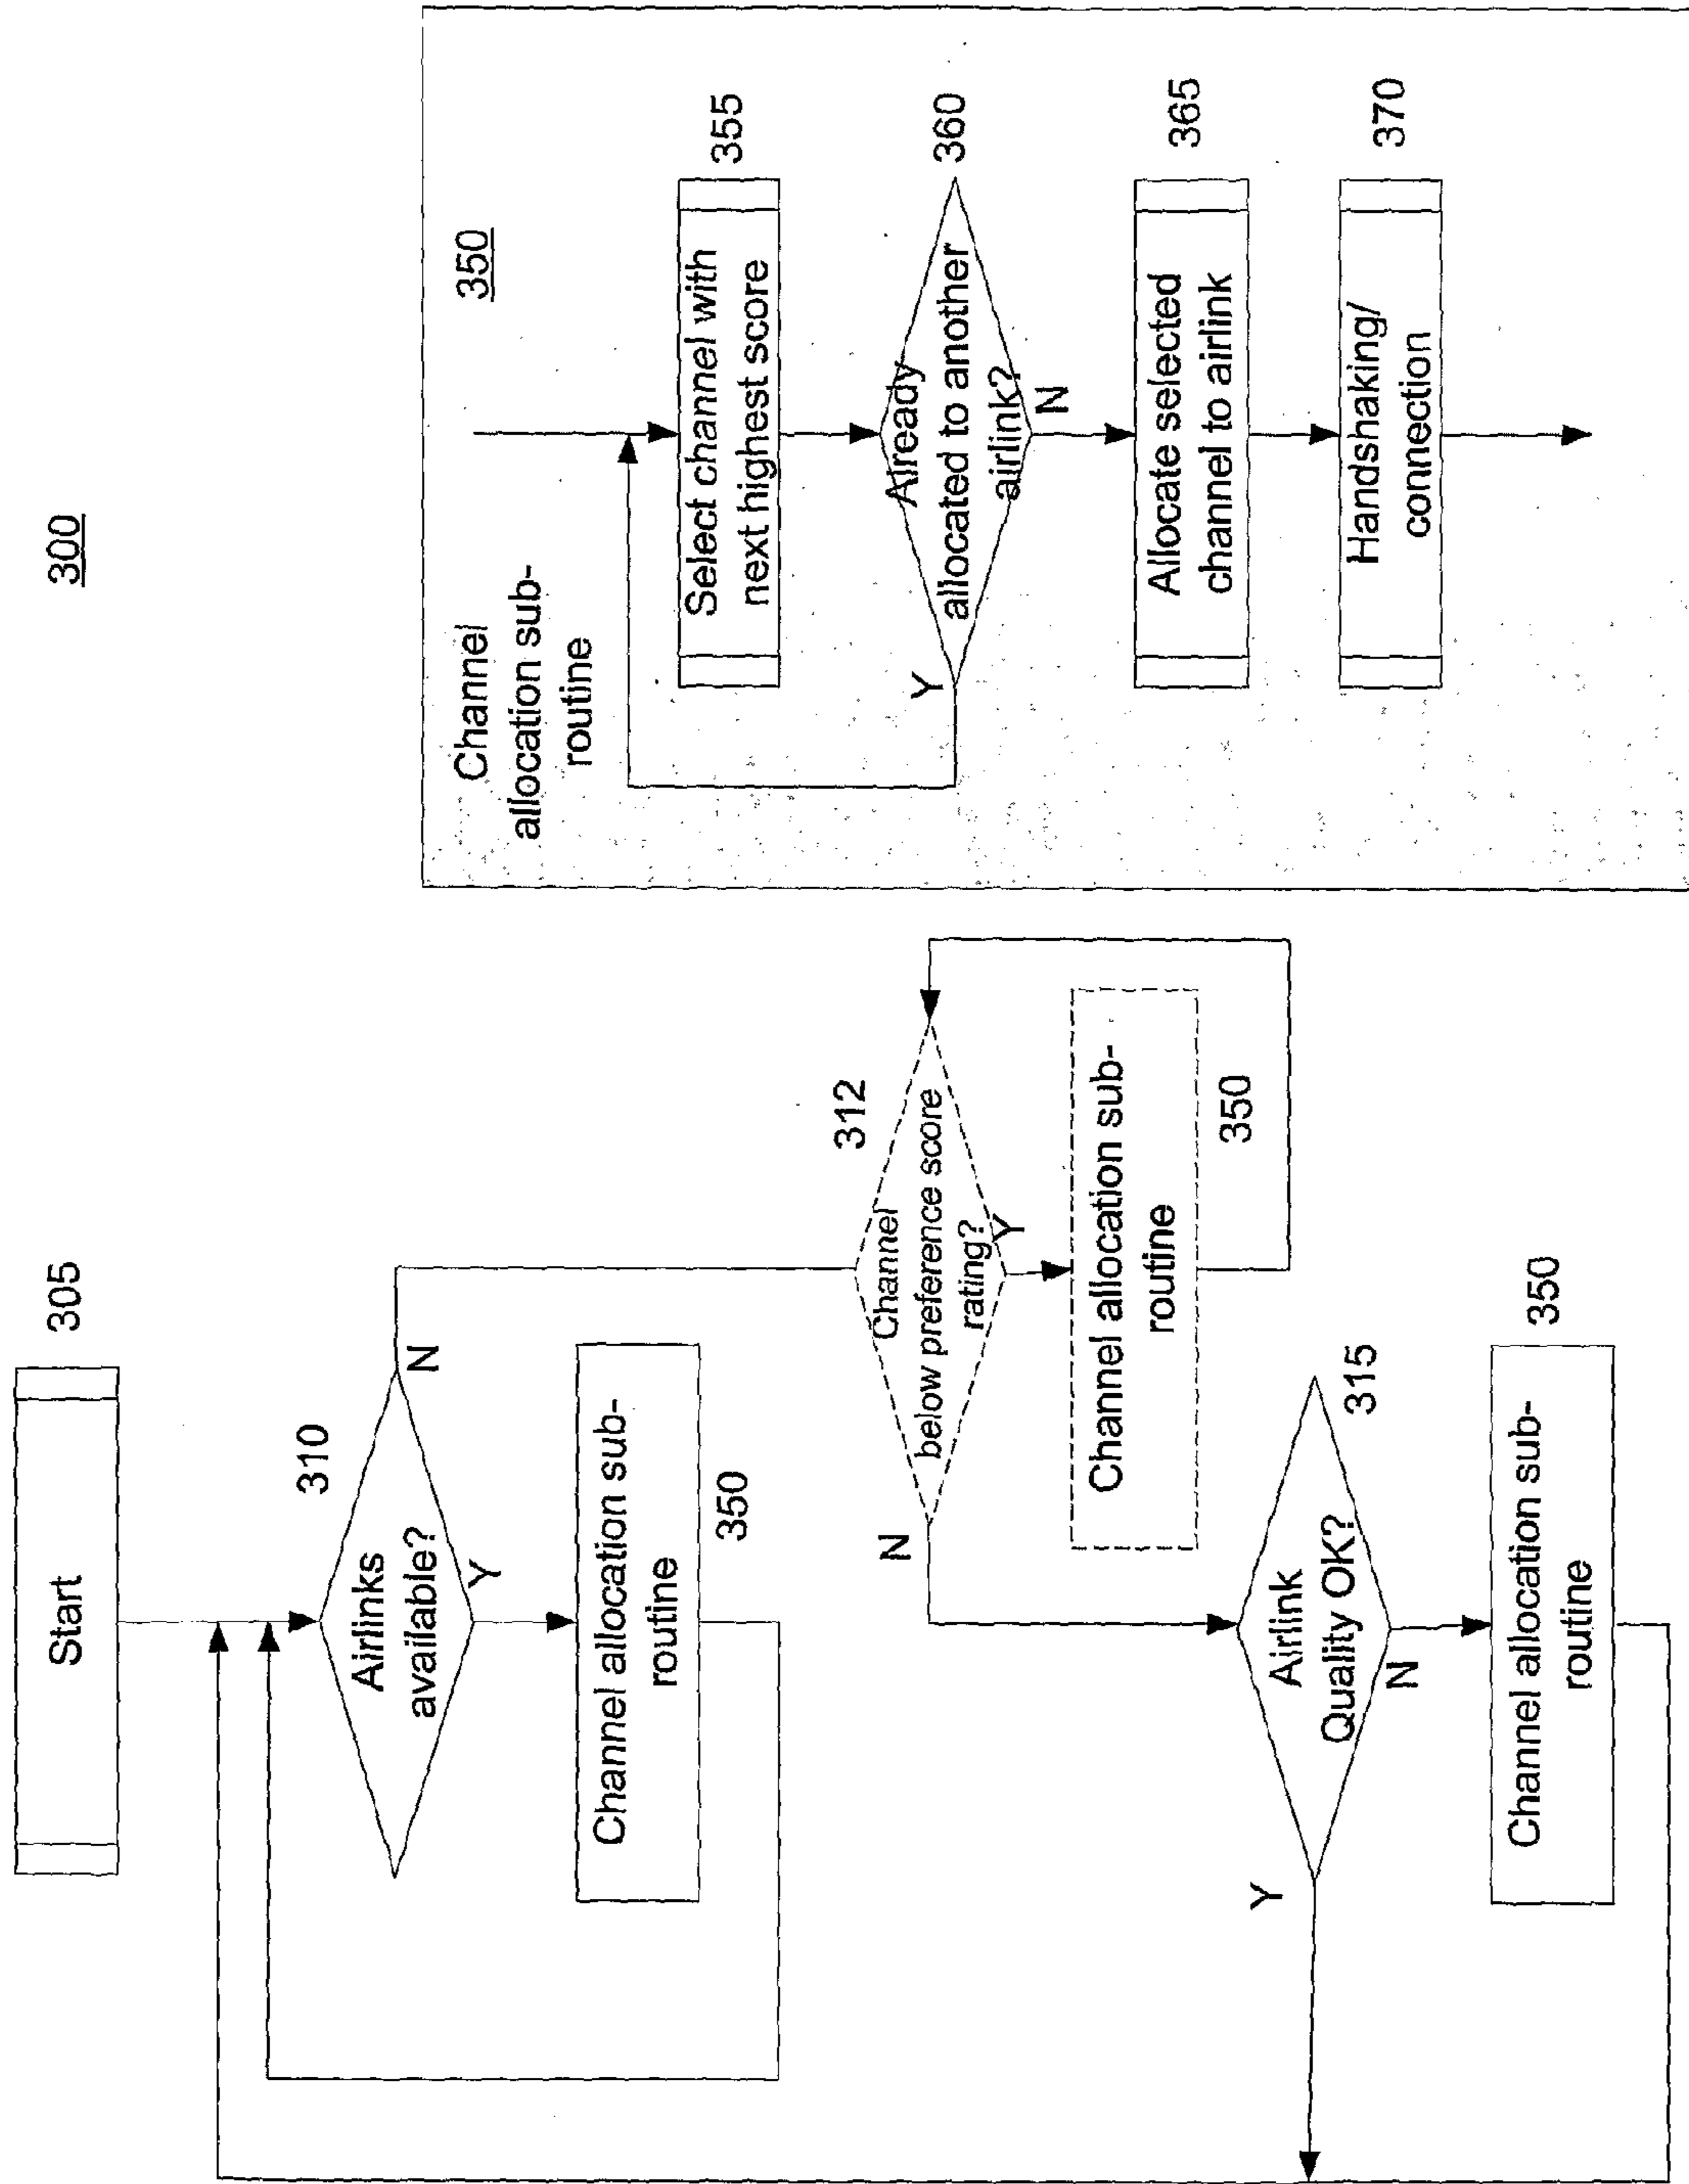 300
Start
305
310
Airlinks
available?
N
Y
Channel allocation sub-
routine
350
312
Channel
below preference score
rating?
N
Y
Channel allocation sub-
routine
350
315
Airlink
Quality OK?
Y
N
Channel allocation sub-
routine
350
Channel
allocation sub-
routine
350
Select channel with
next highest score
355
Already
allocated to another
airlink?
360
Y
N
Allocate selected
channel to airlink
365
Handshaking/
connection
370